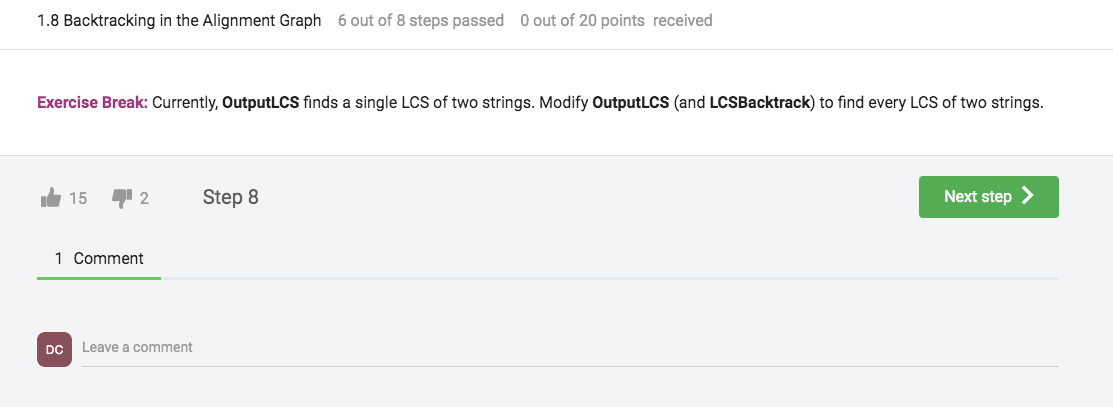 1.8 Backtracking in the Alignment Graph 6 out of 8 steps passed 0 out of 20 points received
Exercise Break: Currently, OutputLCS finds a single LCS of two strings. Modify OutputLCS (and LCSBacktrack) to find every LCS of two strings.
15 2 Step 8 Next step
1 Comment
DC Leave a comment